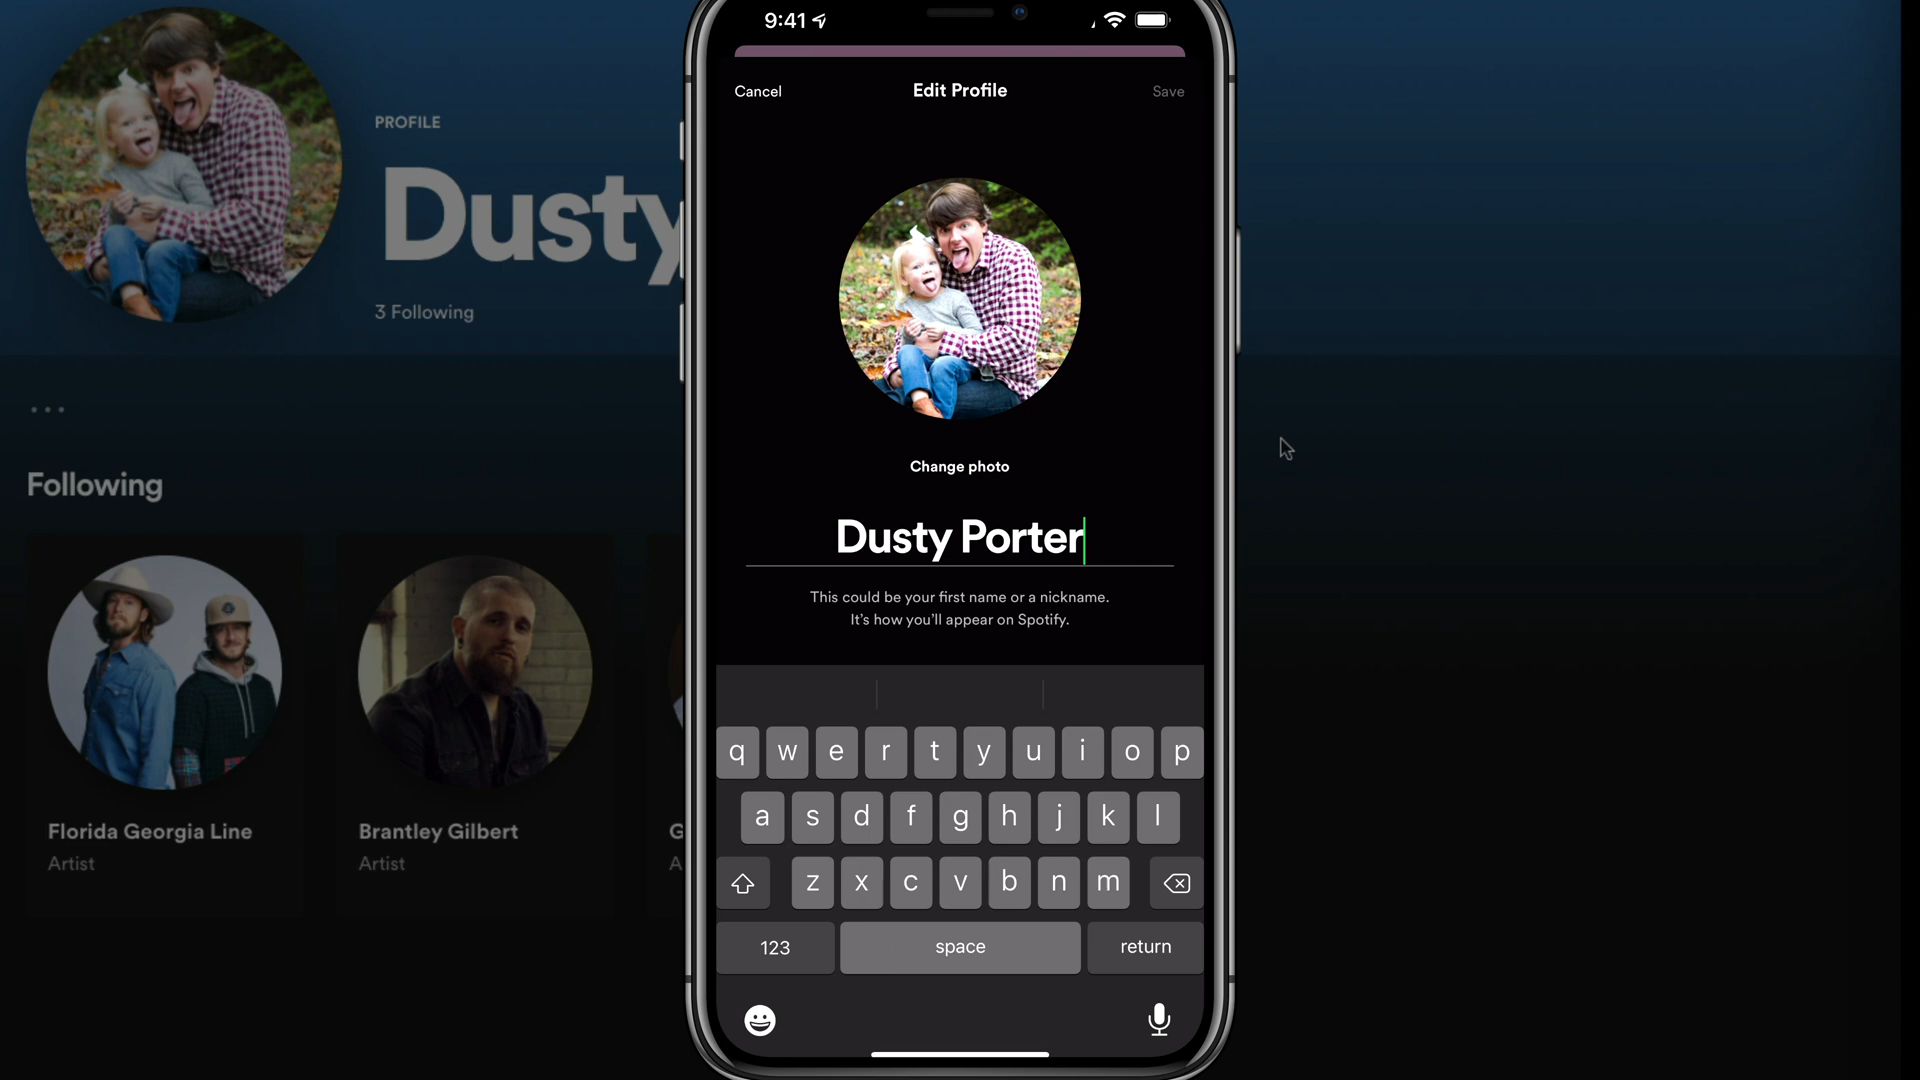 PROFILE
Dusty
3 Following
Following
Florida Georgia Line
Artist
Brantley Gilbert
Artist
G
A
9:41
Cancel
Edit Profile
Save
Change photo
Dusty Porter
This could be your first name or a nickname.
It's how you'll appear on Spotify.
q w e r t y u i o p
a s d f g h j k l
z x c v b n m
123 space return